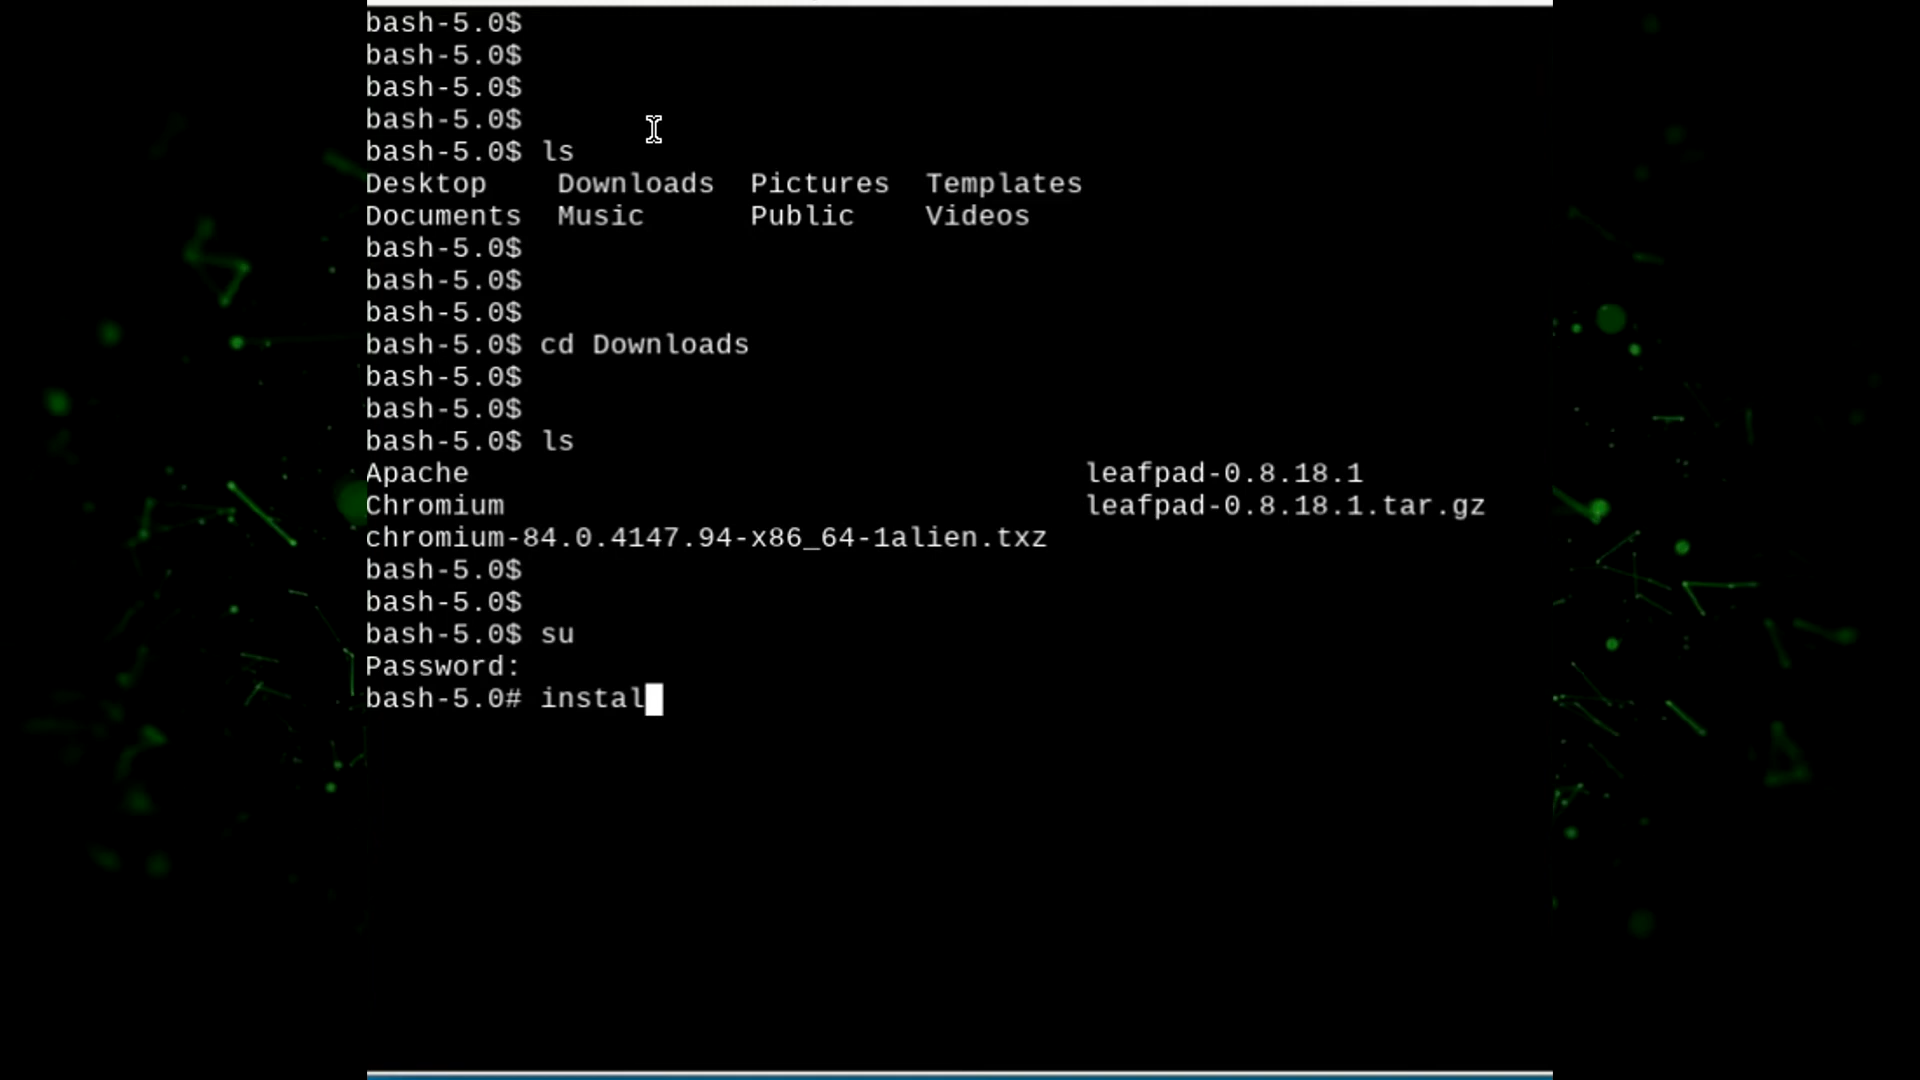 bash-5.0$
bash-5.0$
bash-5.0$
bash-5.0$
bash-5.0$ ls
Desktop    Downloads  Pictures  Templates
Documents  Music      Public    Videos
bash-5.0$
bash-5.0$
bash-5.0$
bash-5.0$ cd Downloads
bash-5.0$
bash-5.0$
bash-5.0$ ls
Apache                                   leafpad-0.8.18.1
Chromium                                 leafpad-0.8.18.1.tar.gz
chromium-84.0.4147.94-x86_64-1alien.txz
bash-5.0$
bash-5.0$
bash-5.0$ su
Password:
bash-5.0# instal